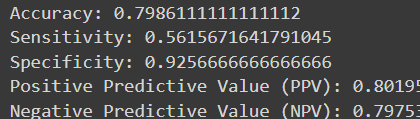 Accuracy: 0.7986111111111112
Sensitivity: 0.5615671641791045
Specificity: 0.9256666666666666
Positive Predictive Value (PPV): 0.80195
Negative Predictive Value (NPV): 0.79753